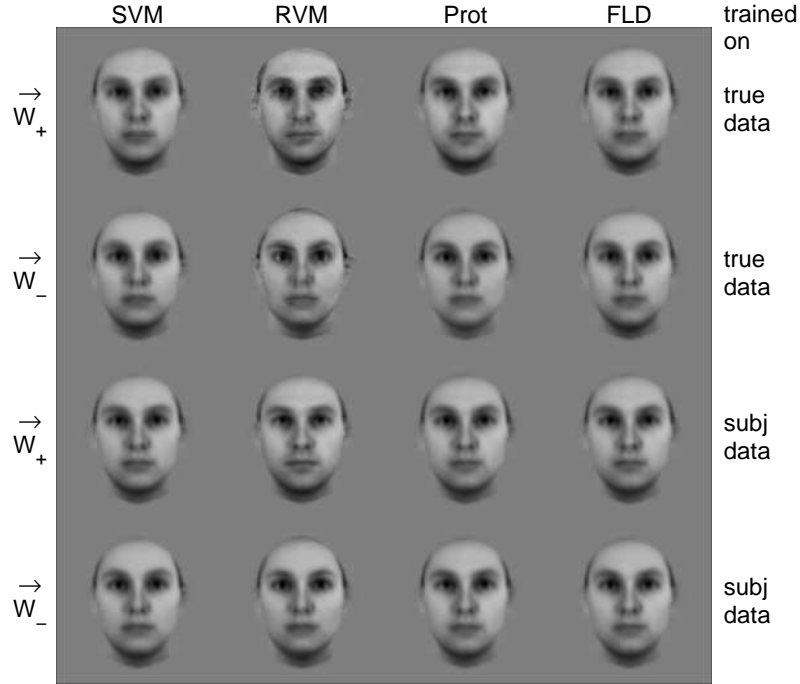 SVM RVM Prot FLD trained
on
→
W+ true
data
→
W− true
data
→
W+ subj
data
→
W− subj
data